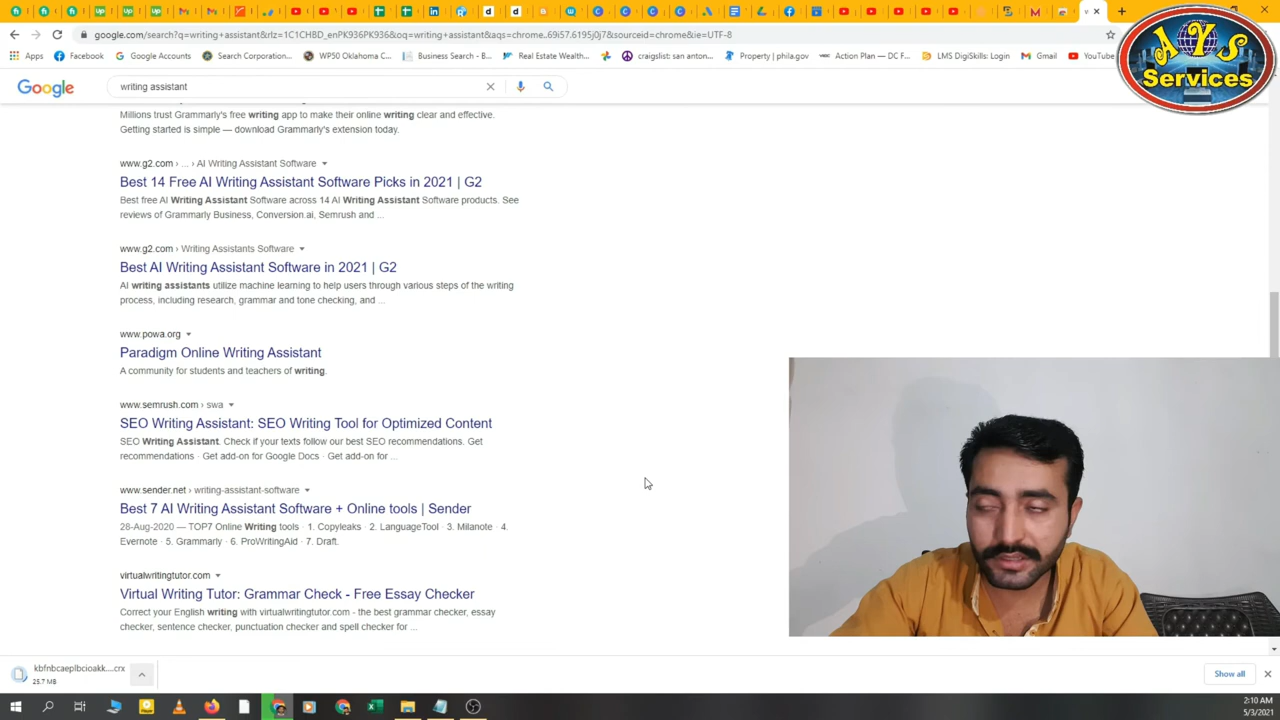 google.com/search?q=writing+assistant&rlz=1C1CHBD_enPK936PK936&oq=writing+assistant&aqs=chrome..69i57.6195j0j7&sourceid=chrome&ie=UTF-8
Apps Facebook Google Accounts Search Corporation... WP50 Oklahoma C... Business Search - B... Real Estate Wealth... craigslist: san anton... Property | phila.gov Action Plan — DC F... LMS DigiSkills | Login Gmail YouTube
AYS
Services
Google writing assistant
Millions trust Grammarly's free writing app to make their online writing clear and effective.
Getting started is simple — download Grammarly's extension today.
www.g2.com › ... › AI Writing Assistant Software
Best 14 Free AI Writing Assistant Software Picks in 2021 | G2
Best free AI Writing Assistant Software across 14 AI Writing Assistant Software products. See
reviews of Grammarly Business, Conversion.ai, Semrush and ...
www.g2.com › Writing Assistants Software
Best AI Writing Assistant Software in 2021 | G2
AI writing assistants utilize machine learning to help users through various steps of the writing
process, including research, grammar and tone checking, and ...
www.powa.org
Paradigm Online Writing Assistant
A community for students and teachers of writing.
www.semrush.com › swa
SEO Writing Assistant: SEO Writing Tool for Optimized Content
SEO Writing Assistant. Check if your texts follow our best SEO recommendations. Get
recommendations · Get add-on for Google Docs · Get add-on for ...
www.sender.net › writing-assistant-software
Best 7 AI Writing Assistant Software + Online tools | Sender
28-Aug-2020 — TOP7 Online Writing tools · 1. Copyleaks · 2. LanguageTool · 3. Milanote · 4.
Evernote · 5. Grammarly · 6. ProWritingAid · 7. Draft.
virtualwritingtutor.com
Virtual Writing Tutor: Grammar Check - Free Essay Checker
Correct your English writing with virtualwritingtutor.com - the best grammar checker, essay
checker, sentence checker, punctuation checker and spell checker for ...
kbfnbcaeplbcioakk....crx
25.7 MB
Show all
2:10 AM
5/3/2021